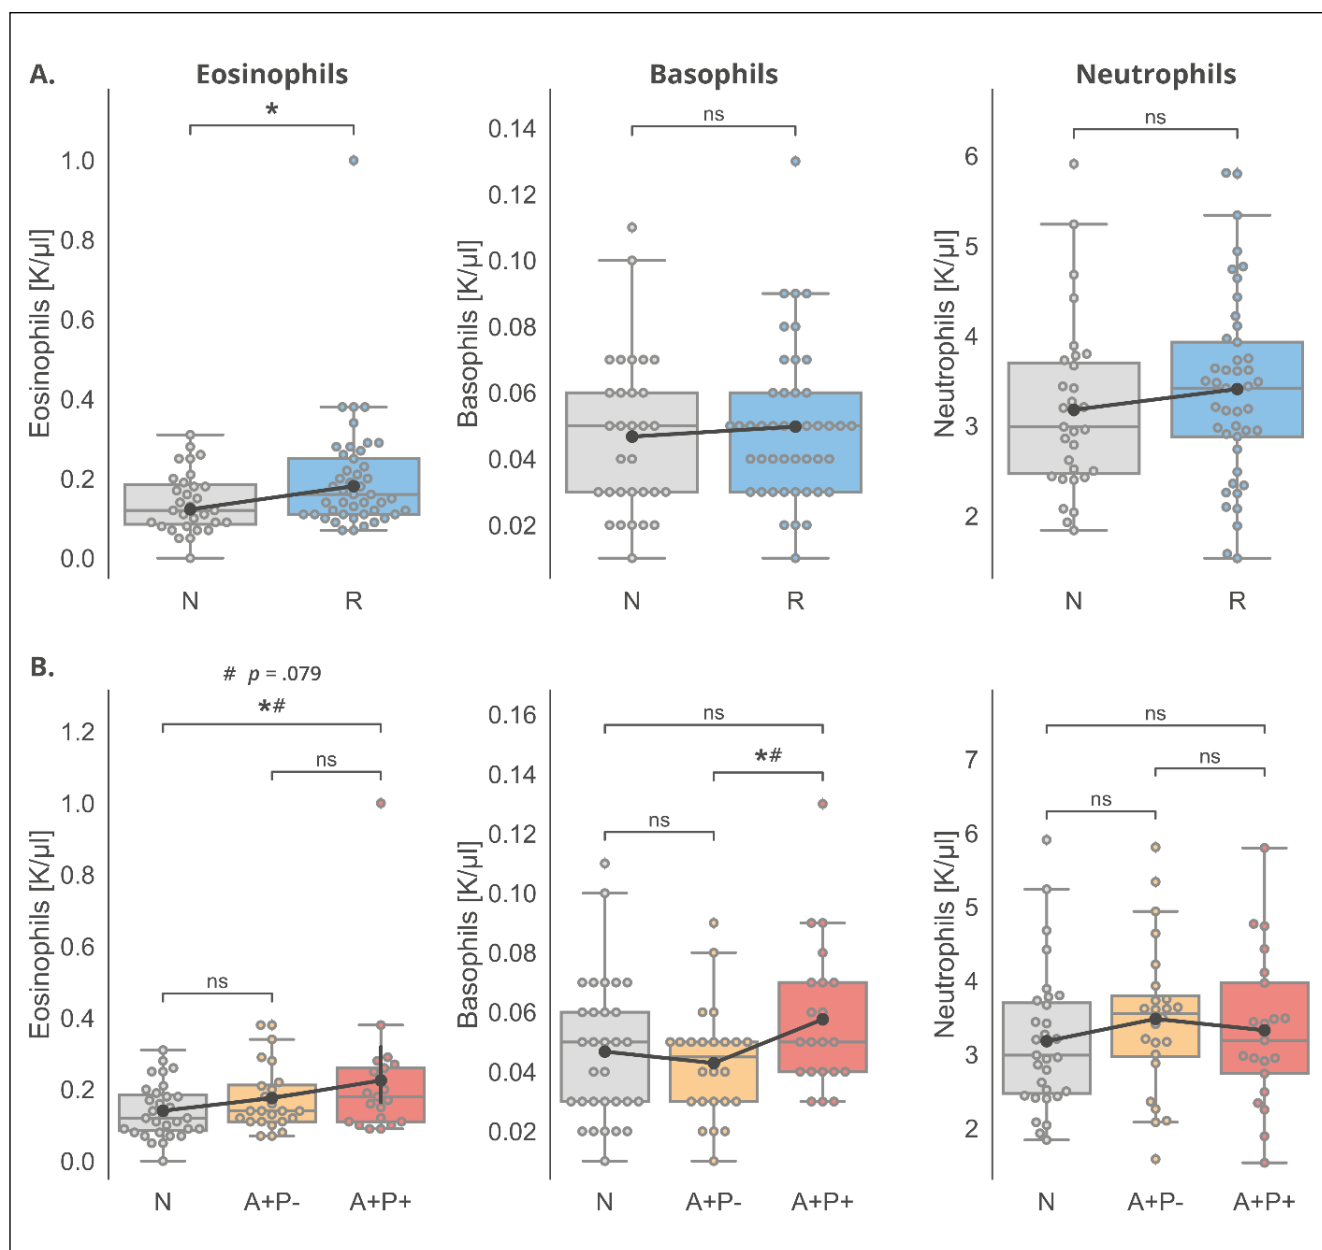 A.
Eosinophils
Basophils
Neutrophils
*
ns
ns
Eosinophils [K/µl]
1.0
0.8
0.6
0.4
0.2
0.0
N
R
Basophils [K/µl]
0.14
0.12
0.10
0.08
0.06
0.04
0.02
N
R
Neutrophils [K/µl]
6
5
4
3
2
N
R
B.
# p = .079
*#
ns
ns
Eosinophils [K/µl]
1.2
1.0
0.8
0.6
0.4
0.2
0.0
N
A+P-
A+P+
ns
*#
ns
Basophils [K/µl]
0.16
0.14
0.12
0.10
0.08
0.06
0.04
0.02
N
A+P-
A+P+
ns
ns
ns
Neutrophils [K/µl]
7
6
5
4
3
2
N
A+P-
A+P+